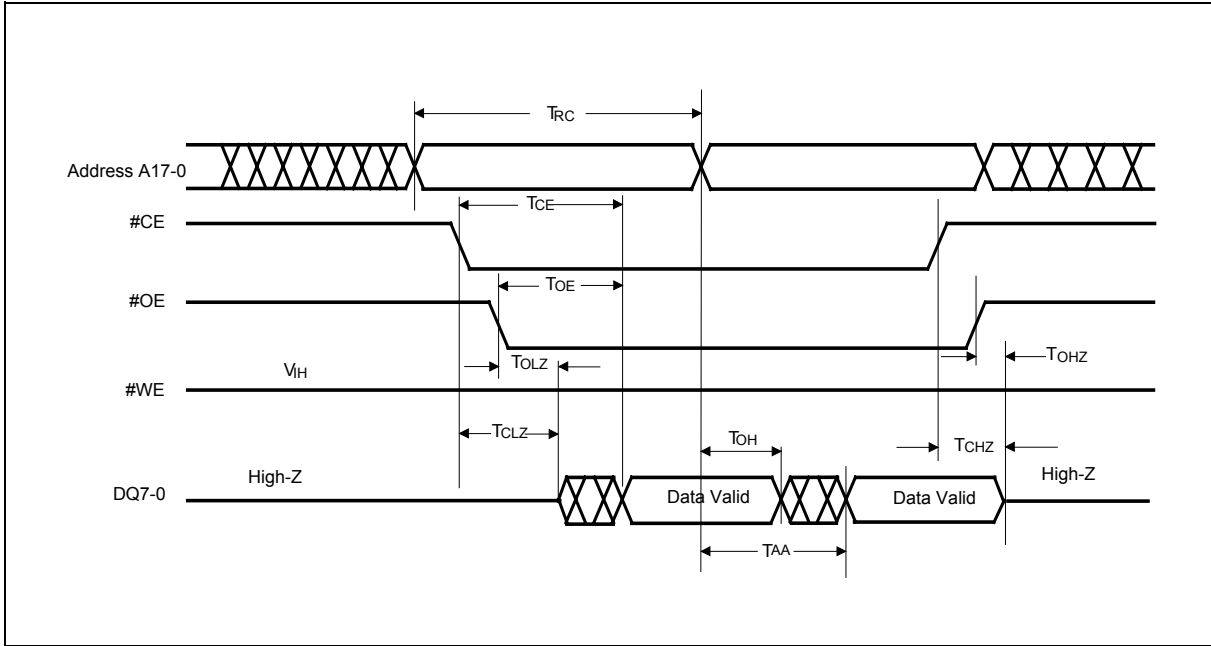 TRC
Address A17-0
TCE
#CE
TOE
#OE
TOLZ
TOHZ
VIH
#WE
TCLZ
TOH
TCHZ
High-Z
High-Z
DQ7-0
Data Valid
Data Valid
TAA